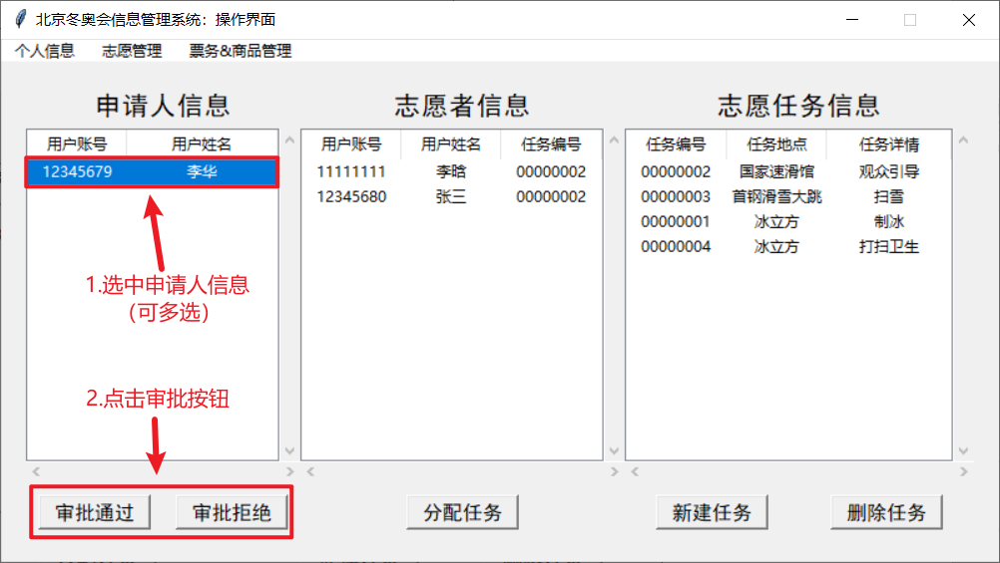 北京冬奥会信息管理系统：操作界面
个人信息 志愿管理 票务&商品管理
申请人信息 志愿者信息 志愿任务信息
用户账号 用户姓名 用户账号 用户姓名 任务编号 任务编号 任务地点 任务详情
12345679 李华 11111111 李晗 00000002 00000002 国家速滑馆 观众引导
12345680 张三 00000002 00000003 首钢滑雪大跳 扫雪
00000001 冰立方 制冰
00000004 冰立方 打扫卫生
1.选中申请人信息
（可多选）
2.点击审批按钮
审批通过 审批拒绝 分配任务 新建任务 删除任务